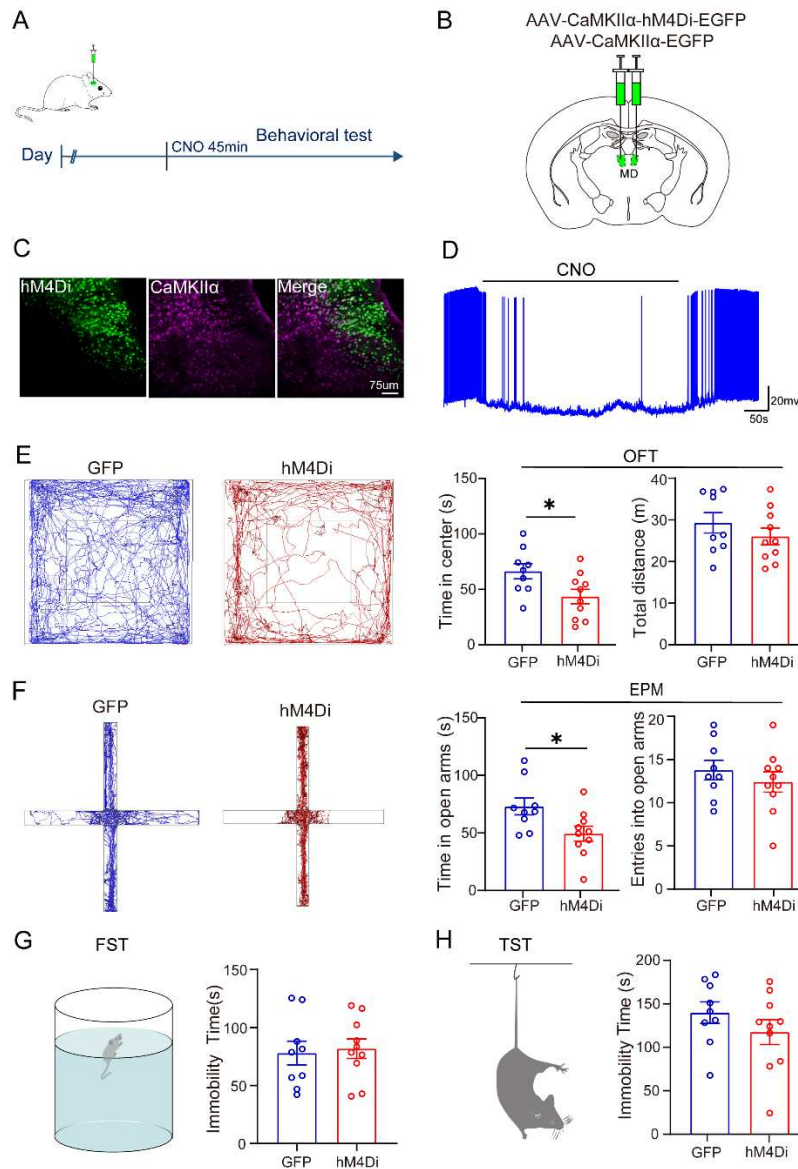 A
Day
CNO 45min
Behavioral test
B
AAV-CaMKIIα-hM4Di-EGFP
AAV-CaMKIIα-EGFP
MD
C
hM4Di
CaMKIIα
Merge
75um
D
CNO
20mv
50s
E
GFP
hM4Di
OFT
Time in center (s)
150
100
50
0
*
GFP
hM4Di
Total distance (m)
40
30
20
10
0
GFP
hM4Di
F
GFP
hM4Di
EPM
Time in open arms (s)
150
100
50
0
*
GFP
hM4Di
Entries into open arms
20
15
10
5
0
GFP
hM4Di
G
FST
Immobility Time(s)
150
100
50
0
GFP
hM4Di
H
TST
Immobility Time (s)
200
150
100
50
0
GFP
hM4Di